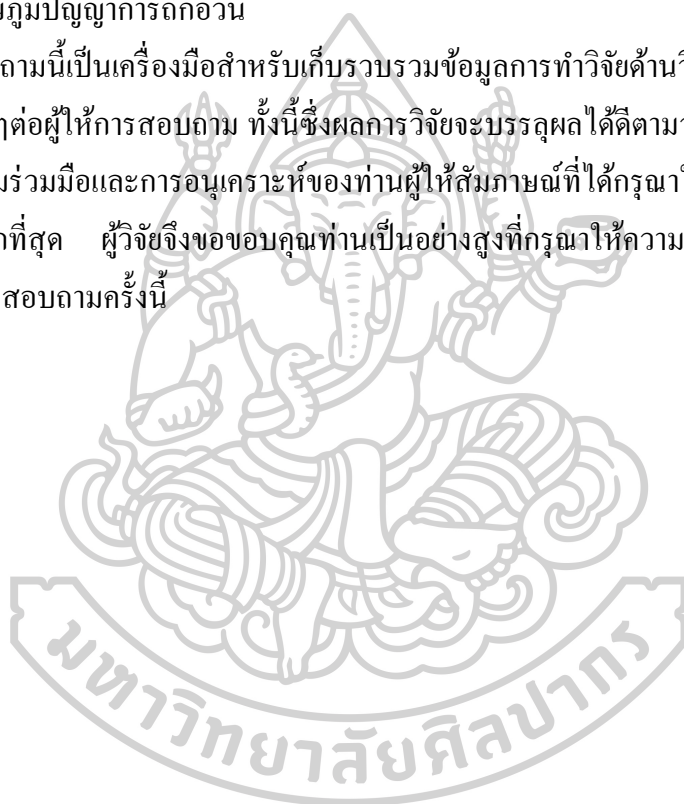 ภูมิปัญญาการถักอวน
ถามนี้เป็นเครื่องมือสำหรับเก็บรวบรวมข้อมูลการทำวิจัยด้าน
ต่อผู้ให้การสอบถาม ทั้งนี้ซึ่งผลการวิจัยจะบรรลุผลได้ดีตาม
ร่วมมือและการอนุเคราะห์ของท่านผู้ให้สัมภาษณ์ที่ได้กรุณา
ที่สุด ผู้วิจัยจึงขอขอบคุณท่านเป็นอย่างสูงที่กรุณาให้ความ
สอบถามครั้งนี้
มหาวิทยาลัยศิลปากร